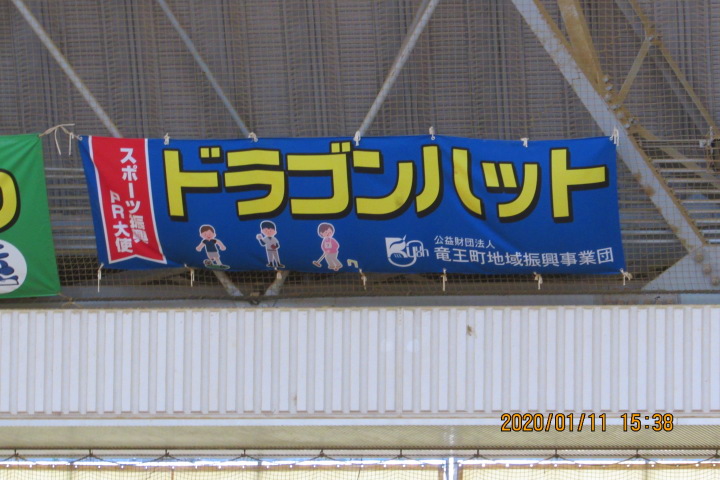 スポーツ振興
PR大使
ドラゴンハット
公益財団法人
竜王町地域振興事業団
2020/01/11 15:38